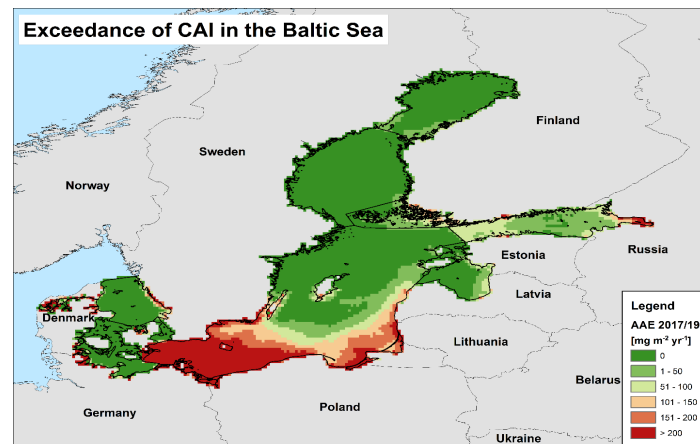 Exceedance of CAI in the Baltic Sea
Finland
Sweden
Norway
Estonia
Russia
Latvia
Denmark
Lithuania
Belarus
Germany
Poland
Ukraine
Legend
AAE 2017/19
[mg m⁻² yr⁻¹]
0
1 - 50
51 - 100
101 - 150
151 - 200
> 200